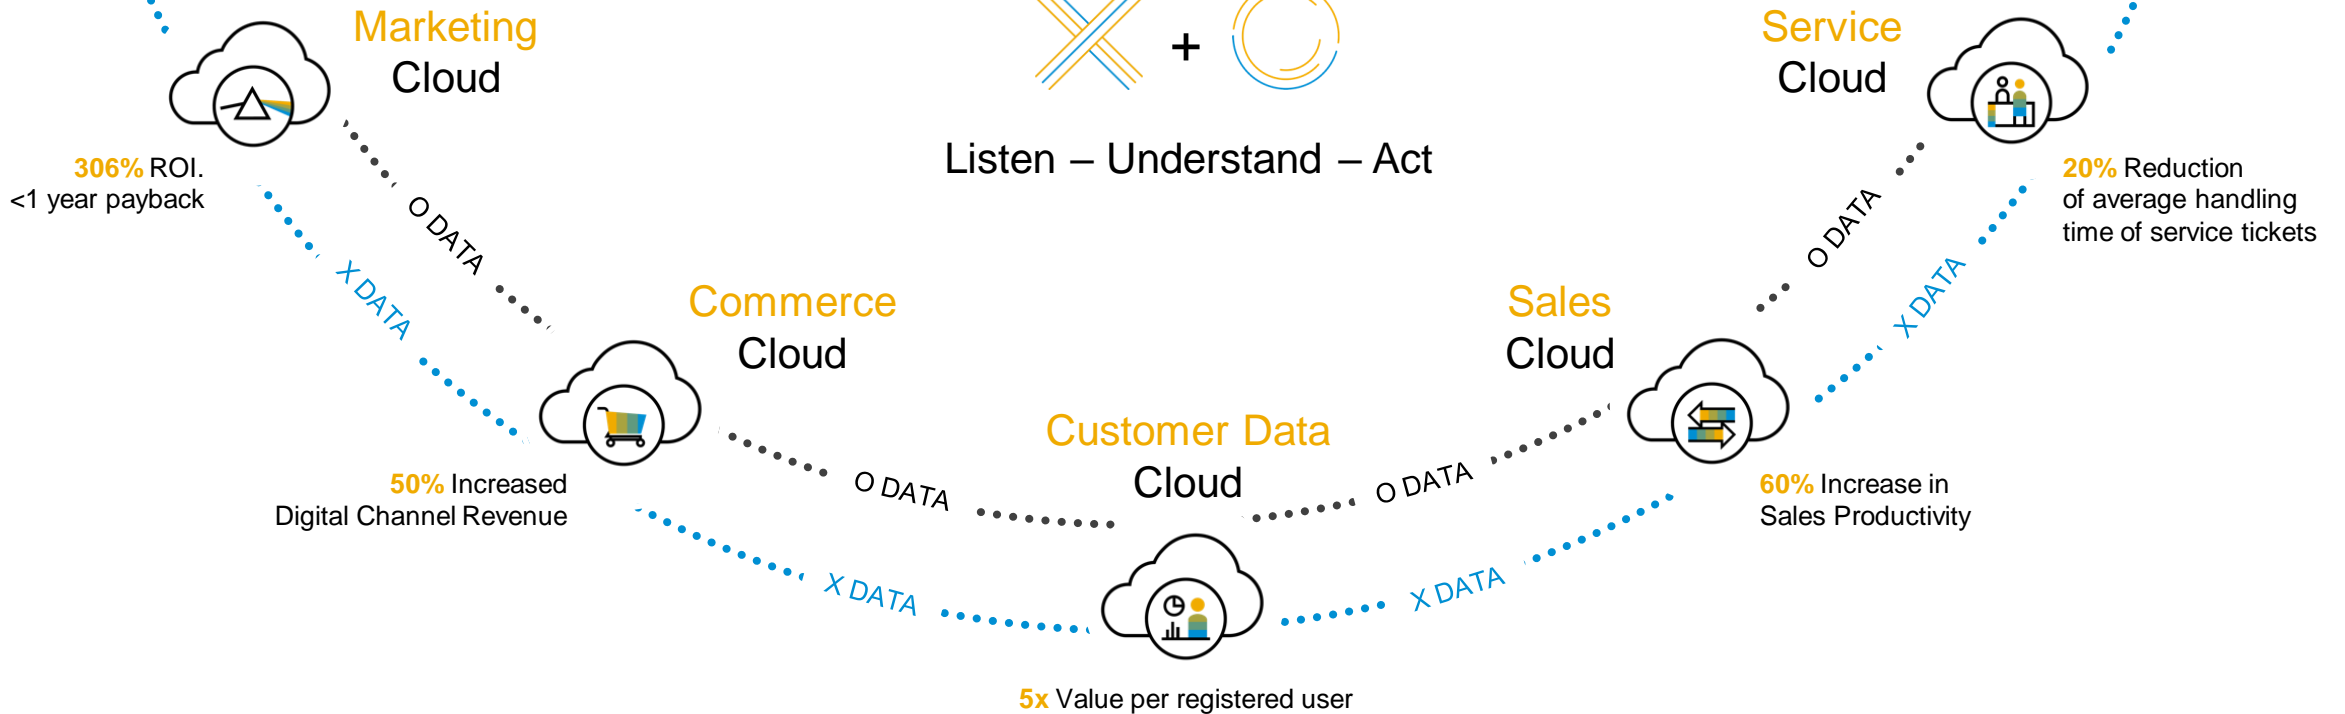 Marketing
Cloud
306% ROI.
<1 year payback
+
Listen – Understand – Act
Service
Cloud
20% Reduction
of average handling
time of service tickets
O DATA
X DATA
Commerce
Cloud
50% Increased
Digital Channel Revenue
O DATA
X DATA
Customer Data
Cloud
5x Value per registered user
O DATA
X DATA
Sales
Cloud
60% Increase in
Sales Productivity
O DATA
X DATA